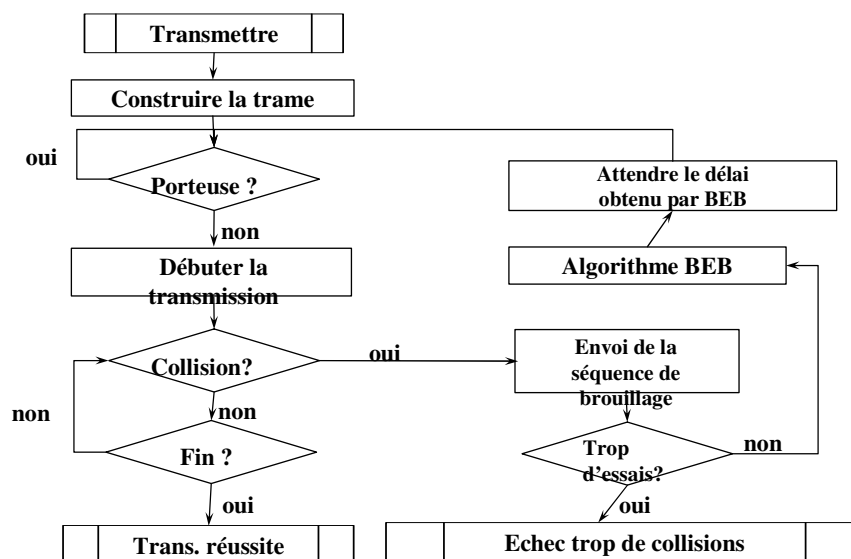 Transmettre
Construire la trame
oui
Porteuse ?
Attendre le délai
obtenu par BEB
non
Débuter la
transmission
Algorithme BEB
Collision?
oui
Envoi de la
séquence de
brouillage
non
non
Fin ?
Trop
d'essais?
non
oui
oui
Trans. réussite
Echec trop de collisions